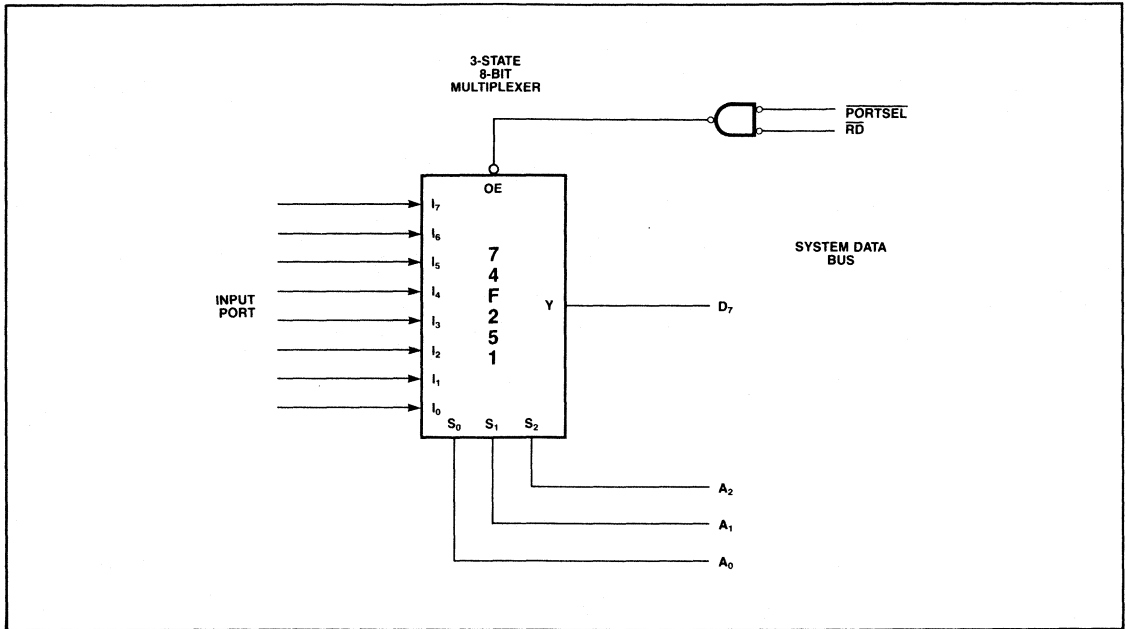 3-STATE
8-BIT
MULTIPLEXER
PORTSEL
RD
OE
I7
I6
I5
I4
I3
I2
I1
I0
7
4
F
2
5
1
Y
INPUT
PORT
SYSTEM DATA
BUS
D7
S0 S1 S2
A2
A1
A0